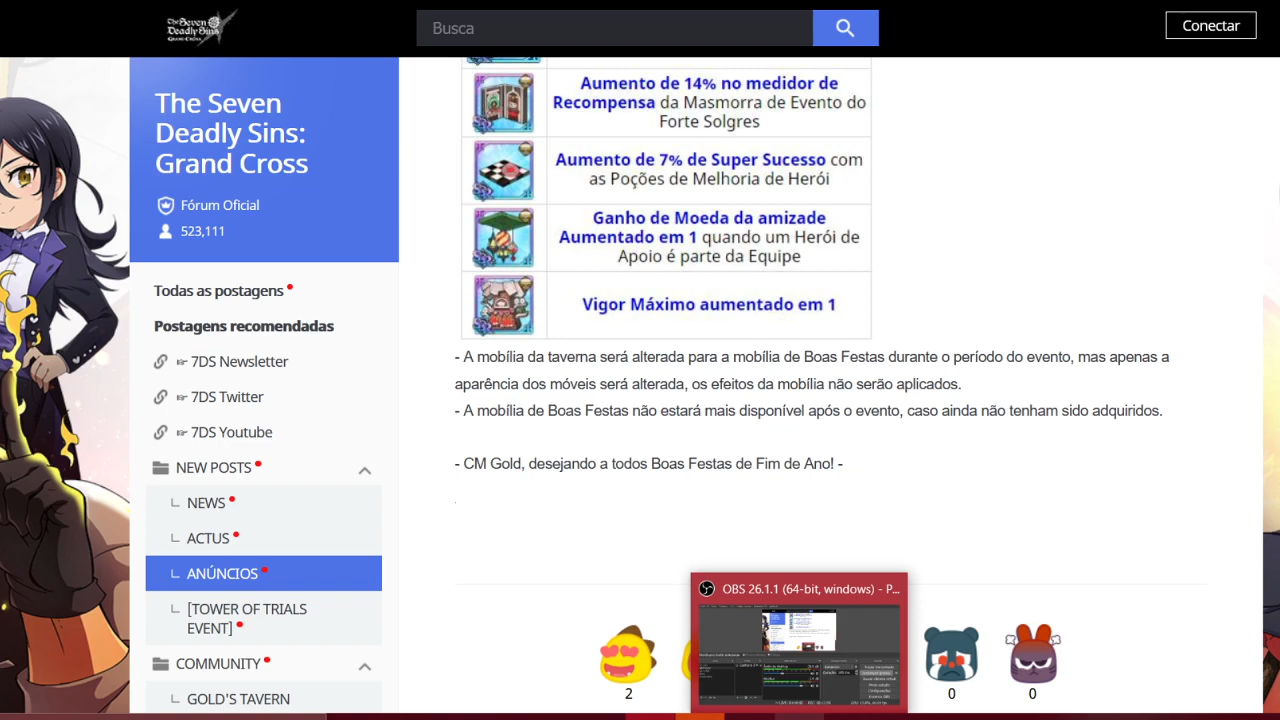 The Seven
Deadly Sins
GRAND CROSS
Busca
Conectar
The Seven
Deadly Sins:
Grand Cross
Fórum Oficial
523,111
Todas as postagens
Postagens recomendadas
☞ 7DS Newsletter
☞ 7DS Twitter
☞ 7DS Youtube
NEW POSTS
NEWS
ACTUS
ANÚNCIOS
[TOWER OF TRIALS
EVENT]
COMMUNITY
GOLD'S TAVERN
Aumento de 14% no medidor de
Recompensa da Masmorra de Evento do
Forte Solgres
Aumento de 7% de Super Sucesso com
as Poções de Melhoria de Herói
Ganho de Moeda da amizade
Aumentado em 1 quando um Herói de
Apoio é parte da Equipe
Vigor Máximo aumentado em 1
- A mobília da taverna será alterada para a mobília de Boas Festas durante o período do evento, mas apenas a
aparência dos móveis será alterada, os efeitos da mobília não serão aplicados.
- A mobília de Boas Festas não estará mais disponível após o evento, caso ainda não tenham sido adquiridos.
- CM Gold, desejando a todos Boas Festas de Fim de Ano! -
.
OBS 26.1.1 (64-bit, windows) - P...
2
0
0